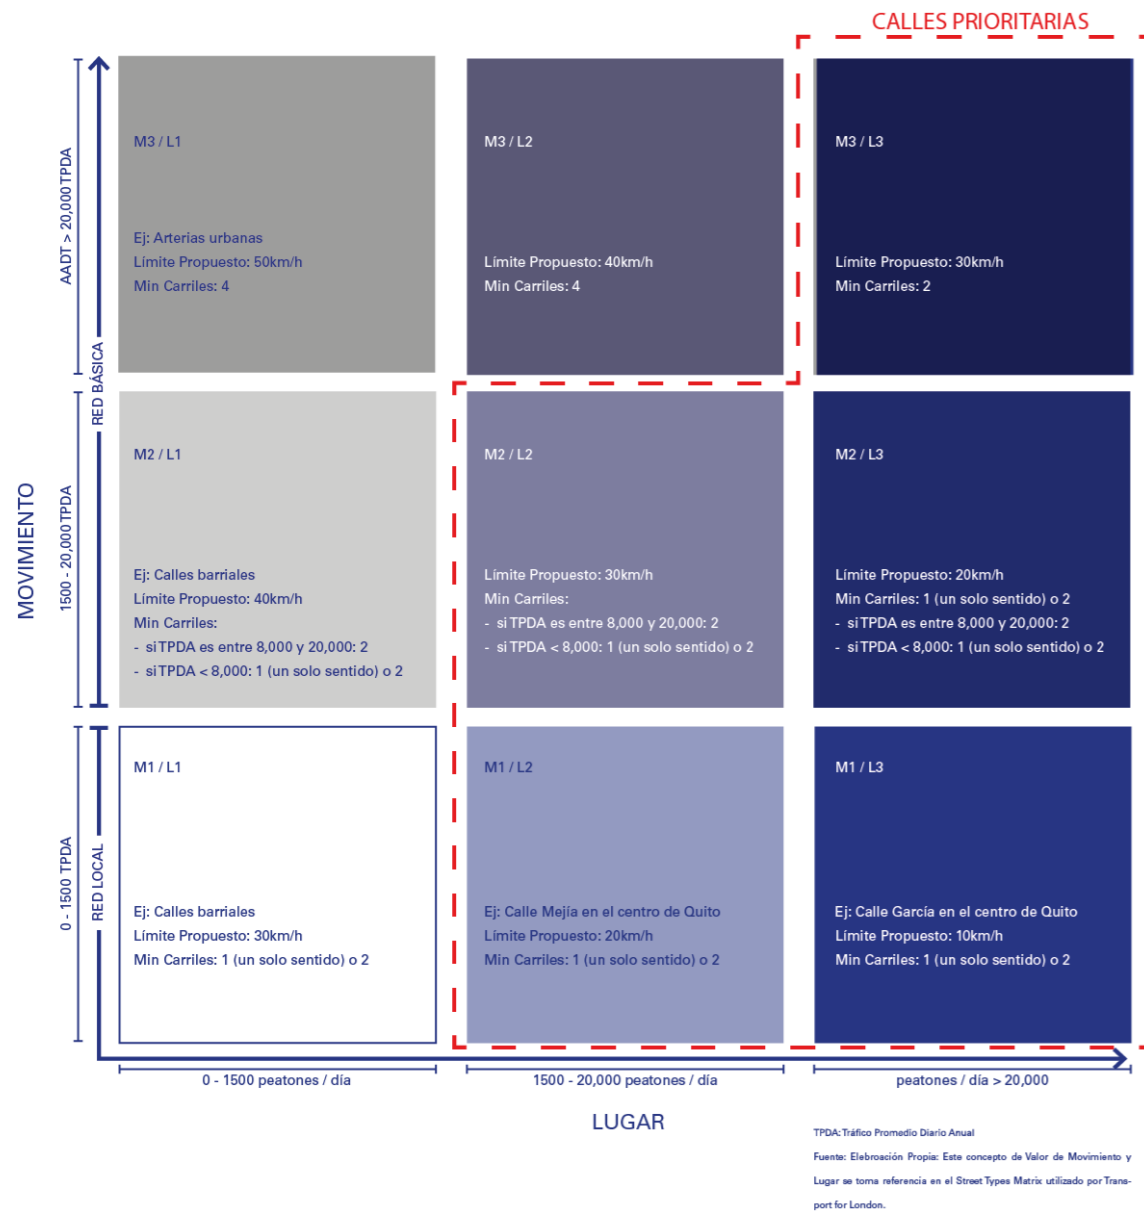 CALLES PRIORITARIAS
MOVIMIENTO
AADT > 20,000 TPDA
1500 - 20,000 TPDA
0 - 1500 TPDA
RED BÁSICA
RED LOCAL
M3 / L1
Ej: Arterias urbanas
Límite Propuesto: 50km/h
Min Carriles: 4
M3 / L2
Límite Propuesto: 40km/h
Min Carriles: 4
M3 / L3
Límite Propuesto: 30km/h
Min Carriles: 2
M2 / L1
Ej: Calles barriales
Límite Propuesto: 40km/h
Min Carriles:
- si TPDA es entre 8,000 y 20,000: 2
- si TPDA < 8,000: 1 (un solo sentido) o 2
M2 / L2
Límite Propuesto: 30km/h
Min Carriles:
- si TPDA es entre 8,000 y 20,000: 2
- si TPDA < 8,000: 1 (un solo sentido) o 2
M2 / L3
Límite Propuesto: 20km/h
Min Carriles: 1 (un solo sentido) o 2
- si TPDA es entre 8,000 y 20,000: 2
- si TPDA < 8,000: 1 (un solo sentido) o 2
M1 / L1
Ej: Calles barriales
Límite Propuesto: 30km/h
Min Carriles: 1 (un solo sentido) o 2
M1 / L2
Ej: Calle Mejía en el centro de Quito
Límite Propuesto: 20km/h
Min Carriles: 1 (un solo sentido) o 2
M1 / L3
Ej: Calle García en el centro de Quito
Límite Propuesto: 10km/h
Min Carriles: 1 (un solo sentido) o 2
0 - 1500 peatones / día
1500 - 20,000 peatones / día
peatones / día > 20,000
LUGAR
TPDA: Tráfico Promedio Diario Anual
Fuente: Elebroación Propia: Este concepto de Valor de Movimiento y
Lugar se toma referencia en el Street Types Matrix utilizado por Trans-
port for London.